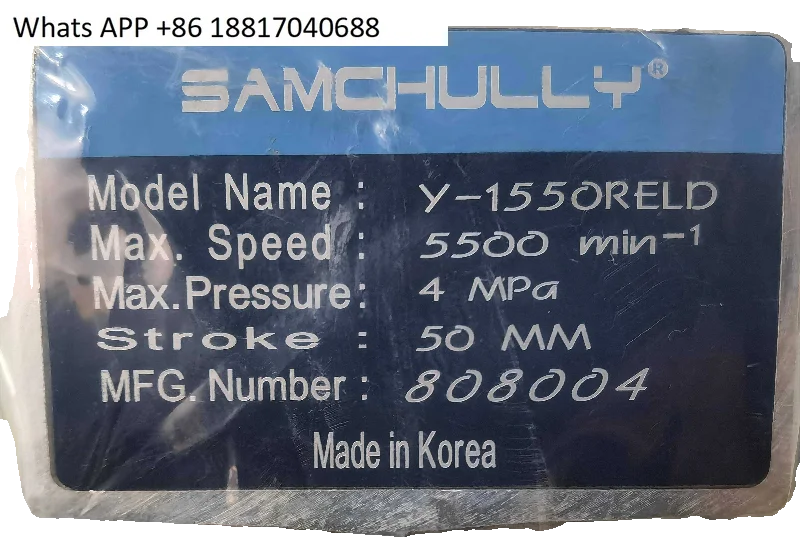 Whats APP +86 18817040688
SAMCHULLY®
Model Name : Y-1550RELD
Max. Speed : 5500 min⁻¹
Max.Pressure : 4 MPa
Stroke : 50 MM
MFG. Number : 808004
Made in Korea